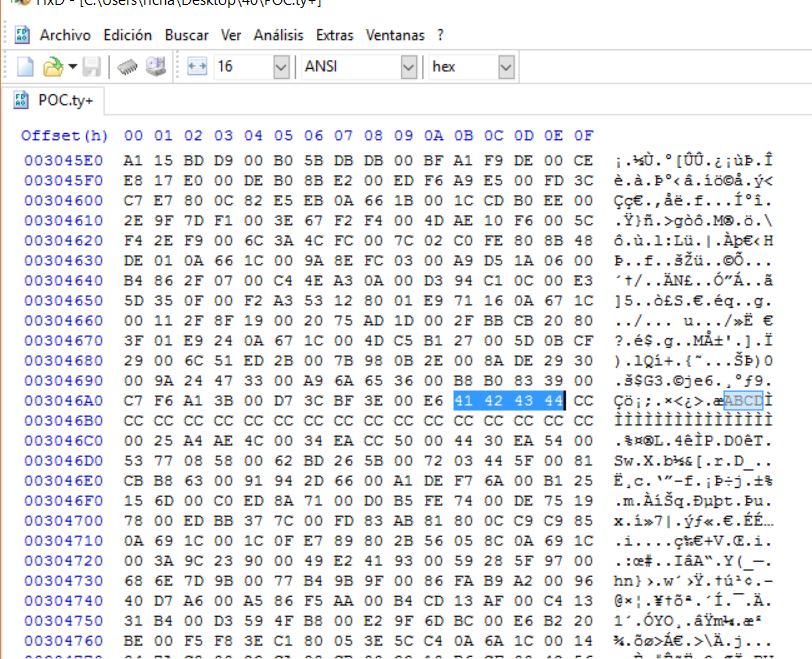 HxD - [C:\Users\richa\Desktop\40\POC.ty+]
Archivo Edición Buscar Ver Análisis Extras Ventanas ?
16 ANSI hex
POC.ty+
Offset(h) 00 01 02 03 04 05 06 07 08 09 0A 0B 0C 0D 0E 0F
003045E0 A1 15 BD D9 00 B0 5B DB DB 00 BF A1 F9 DE 00 CE ¡.½Ù.°[ÛÛ.¿¡ùÞ.Î
003045F0 E8 17 E0 00 DE B0 8B E2 00 ED F6 A9 E5 00 FD 3C è.à.Þ°‹â.íö©å.ý<
00304600 C7 E7 80 0C 82 E5 EB 0A 66 1B 00 1C CD B0 EE 00 Çç€.‚åë.f...Í°î.
00304610 2E 9F 7D F1 00 3E 67 F2 F4 00 4D AE 10 F6 00 5C .Ÿ}ñ.>gòô.M®.ö.\
00304620 F4 2E F9 00 6C 3A 4C FC 00 7C 02 C0 FE 80 8B 48 ô.ù.l:Lü.|.Àþ€‹H
00304630 DE 01 0A 66 1C 00 9A 8E FC 03 00 A9 D5 1A 06 00 Þ..f..šŽü..©Õ...
00304640 B4 86 2F 07 00 C4 4E A3 0A 00 D3 94 C1 0C 00 E3 ´†/..ÄN£..Ó”Á..ã
00304650 5D 35 0F 00 F2 A3 53 12 80 01 E9 71 16 0A 67 1C ]5..ò£S.€.éq..g.
00304660 00 11 2F 8F 19 00 20 75 AD 1D 00 2F BB CB 20 80 ../... u../»Ë €
00304670 3F 01 E9 24 0A 67 1C 00 4D C5 B1 27 00 5D 0B CF ?.é$.g..MÅ±'.].Ï
00304680 29 00 6C 51 ED 2B 00 7B 98 0B 2E 00 8A DE 29 30 ).lQí+.{˜...ŠÞ)0
00304690 00 9A 24 47 33 00 A9 6A 65 36 00 B8 B0 83 39 00 .š$G3.©je6.¸°ƒ9.
003046A0 C7 F6 A1 3B 00 D7 3C BF 3E 00 E6 41 42 43 44 CC Çö¡;.×<¿>.æABCDÌ
003046B0 CC CC CC CC CC CC CC CC CC CC CC CC CC CC CC CC ÌÌÌÌÌÌÌÌÌÌÌÌÌÌÌÌ
003046C0 00 25 A4 AE 4C 00 34 EA CC 50 00 44 30 EA 54 00 .%¤®L.4êÌP.D0êT.
003046D0 53 77 08 58 00 62 BD 26 5B 00 72 03 44 5F 00 81 Sw.X.b½&[.r.D_..
003046E0 CB B8 63 00 91 94 2D 66 00 A1 DE F7 6A 00 B1 25 Ë¸c.‘”-f.¡Þ÷j.±%
003046F0 15 6D 00 C0 ED 8A 71 00 D0 B5 FE 74 00 DE 75 19 .m.ÀíŠq.Ðµþt.Þu.
00304700 78 00 ED BB 37 7C 00 FD 83 AB 81 80 0C C9 C9 85 x.í»7|.ýƒ«.€.ÉÉ…
00304710 0A 69 1C 00 1C 0F E7 89 80 2B 56 05 8C 0A 69 1C .i....ç‰€+V.Œ.i.
00304720 00 3A 9C 23 90 00 49 E2 41 93 00 59 28 5F 97 00 .:œ#..IâA“.Y(_—.
00304730 68 6E 7D 9B 00 77 B4 9B 9F 00 86 FA B9 A2 00 96 hn}›.w´›Ÿ.†ú¹¢.–
00304740 40 D7 A6 00 A5 86 F5 AA 00 B4 CD 13 AF 00 C4 13 @×¦.¥†õª.´Í.¯.Ä.
00304750 31 B4 00 D3 59 4F B8 00 E2 9F 6D BC 00 E6 B2 20 1´.ÓYO¸.âŸm¼.æ²
00304760 BE 00 F5 F8 3E C1 80 05 3E 5C C4 0A 6A 1C 00 14 ¾.õø>Á€.>\Ä.j...